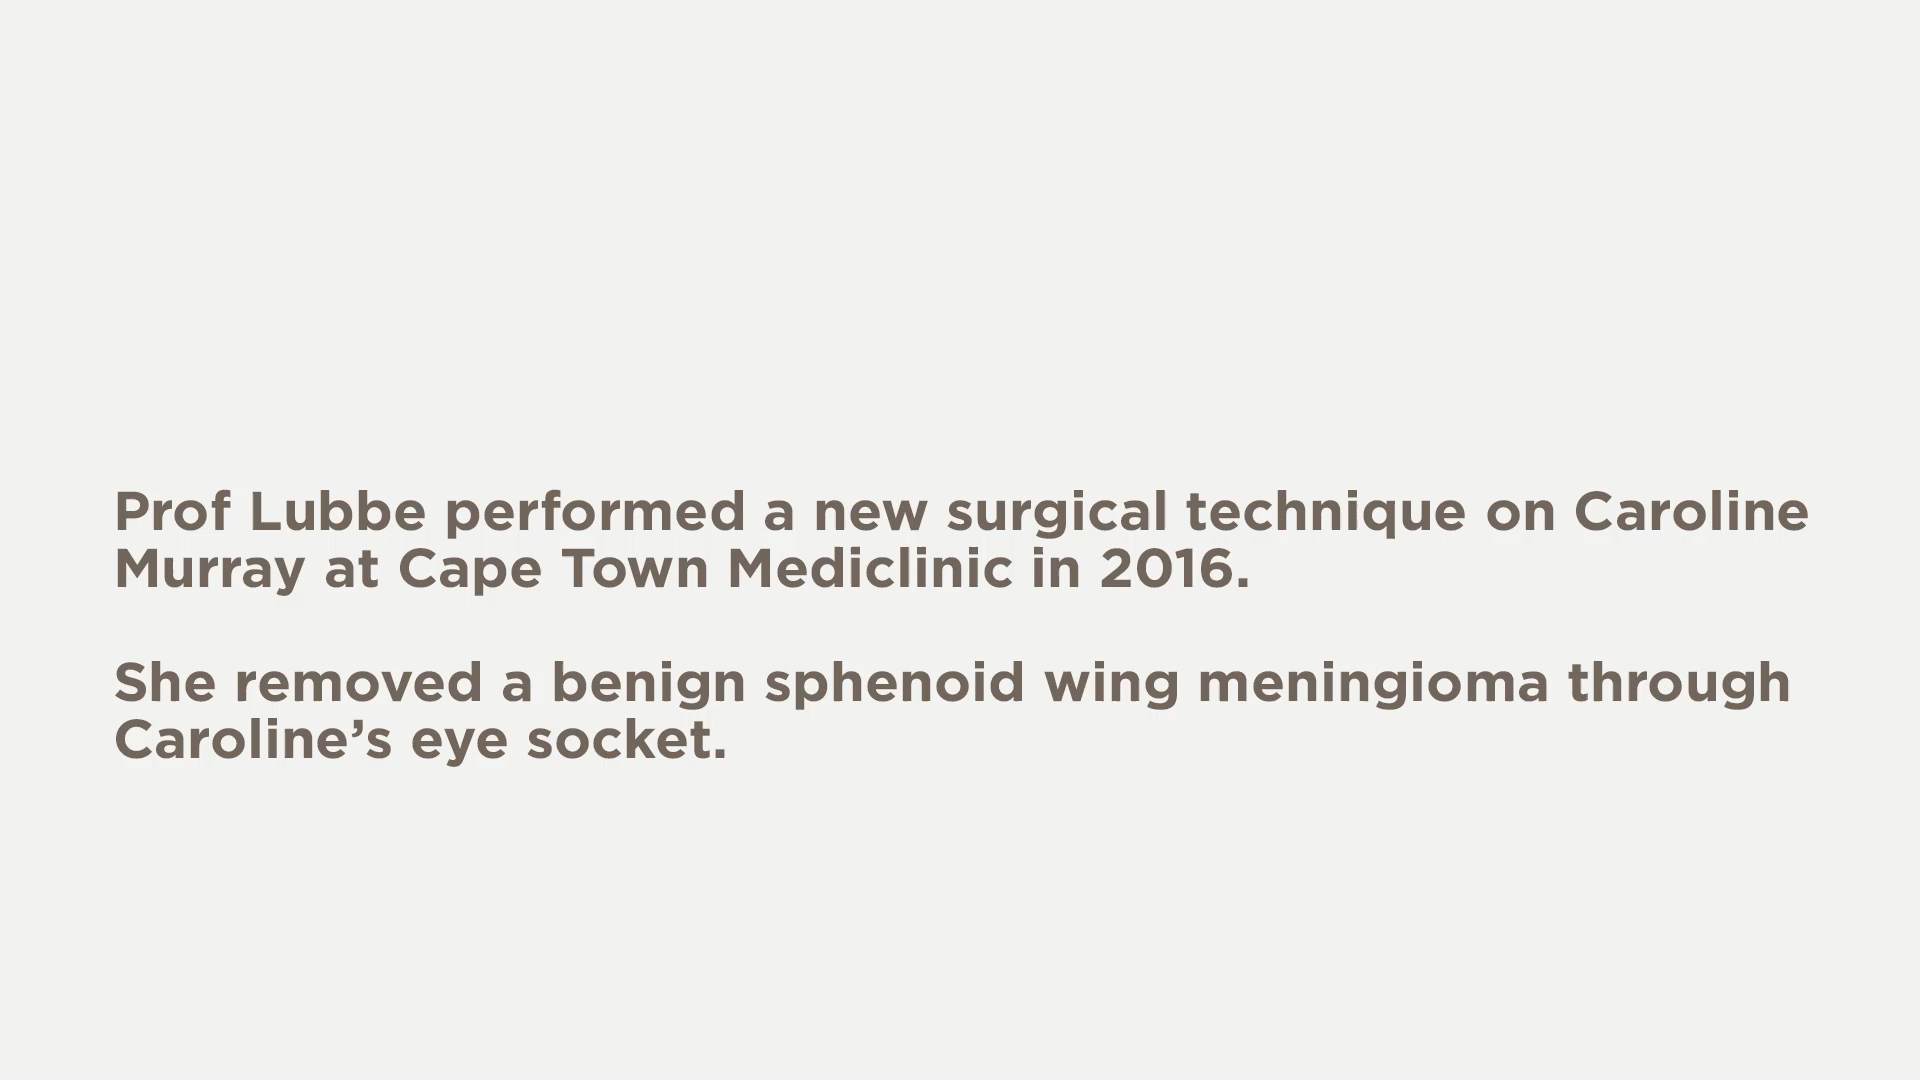 Prof Lubbe performed a new surgical technique on Caroline
Murray at Cape Town Mediclinic in 2016.
She removed a benign sphenoid wing meningioma through
Caroline’s eye socket.